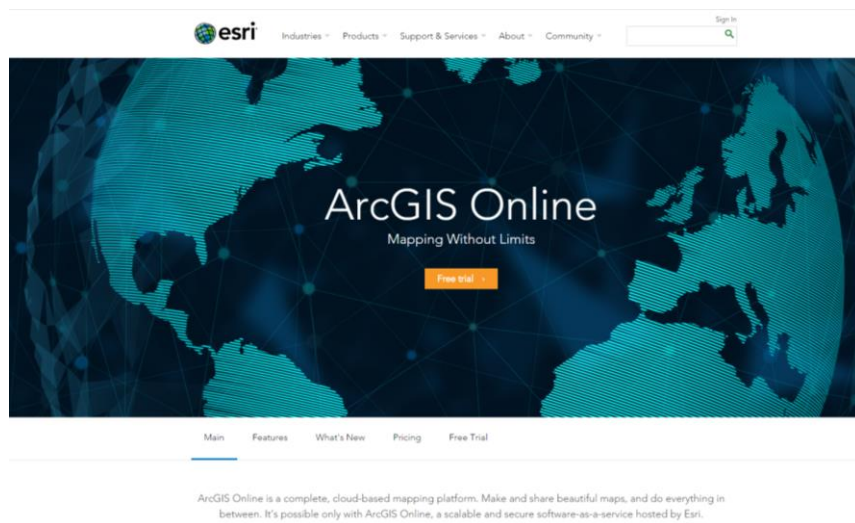 Sign In
esri Industries Products Support & Services About Community
ArcGIS Online
Mapping Without Limits
Free trial ›
Main Features What's New Pricing Free Trial
ArcGIS Online is a complete, cloud-based mapping platform. Make and share beautiful maps, and do everything in
between. It's possible only with ArcGIS Online, a scalable and secure software-as-a-service hosted by Esri.